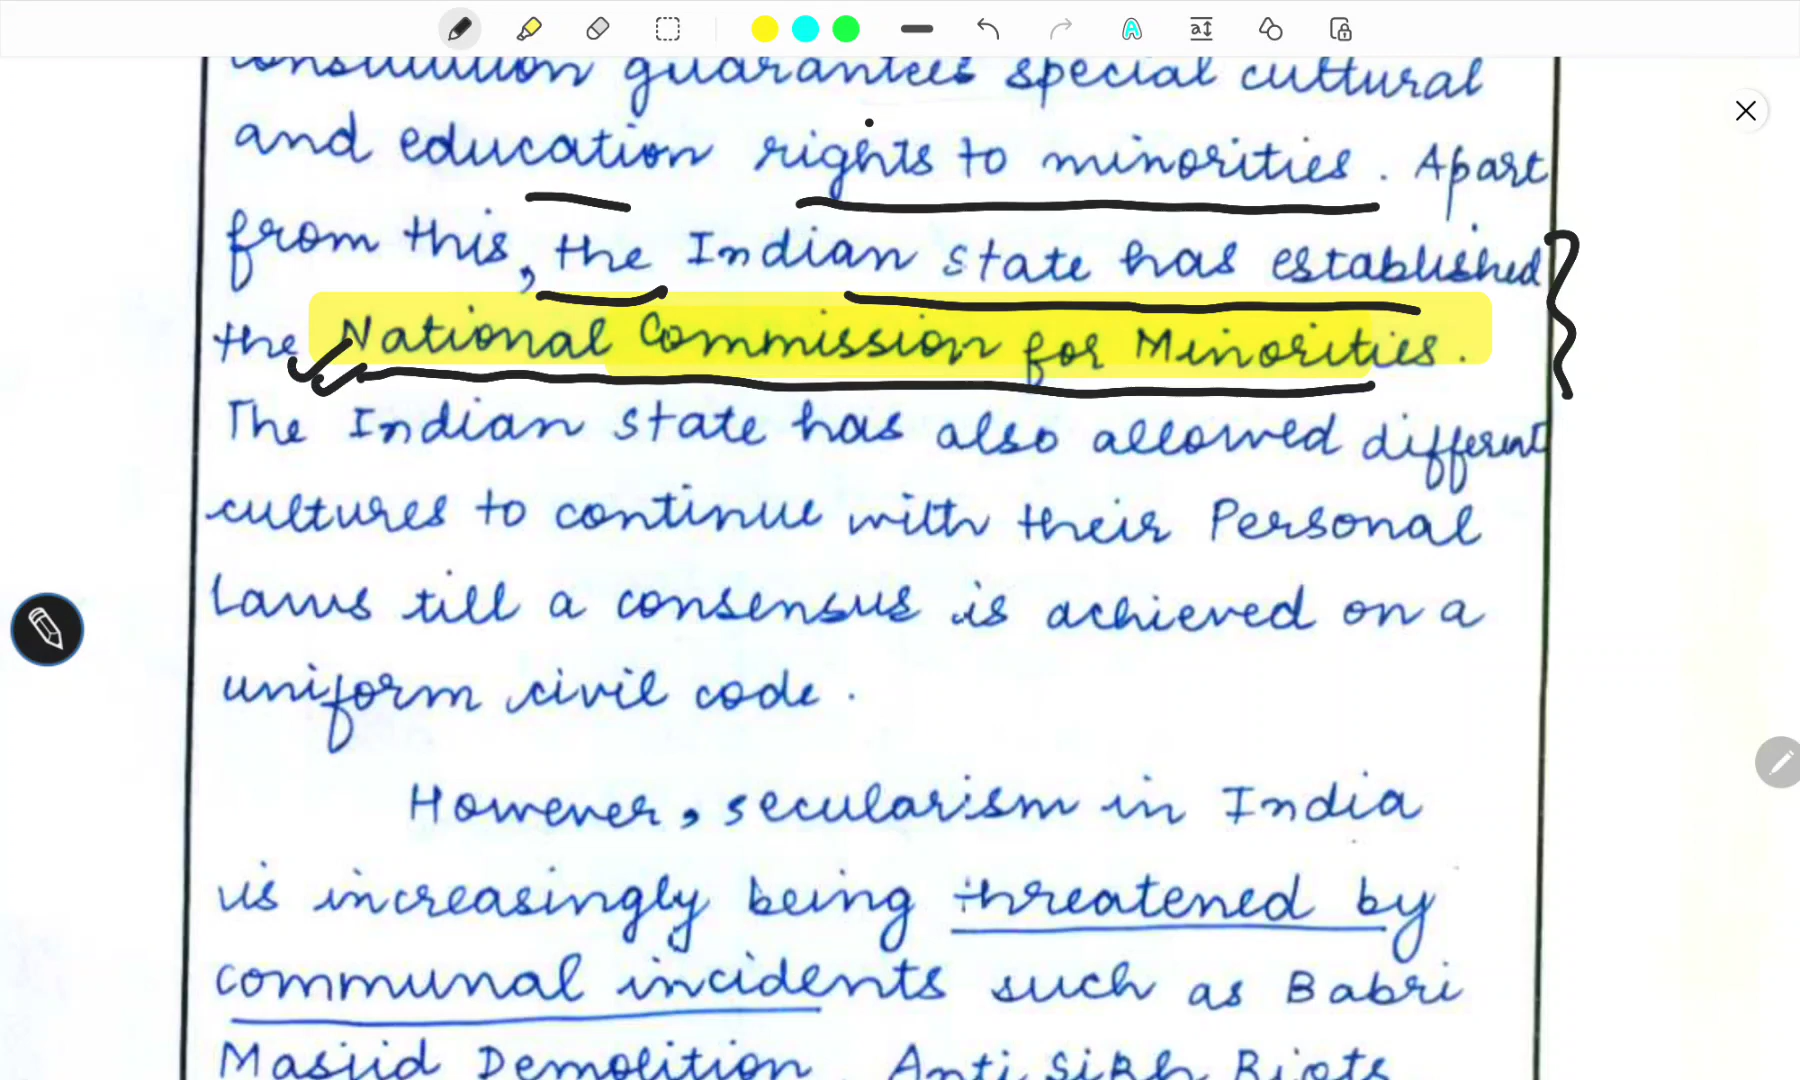 constitution guarantees special cultural
and education rights to minorities. Apart
from this, the Indian state has established
the National Commission for Minorities.
The Indian state has also allowed different
cultures to continue with their Personal
Laws till a consensus is achieved on a
uniform civil code.
However, secularism in India
is increasingly being threatened by
communal incidents such as Babri
Masjid Demolition, Anti Sikh Riots